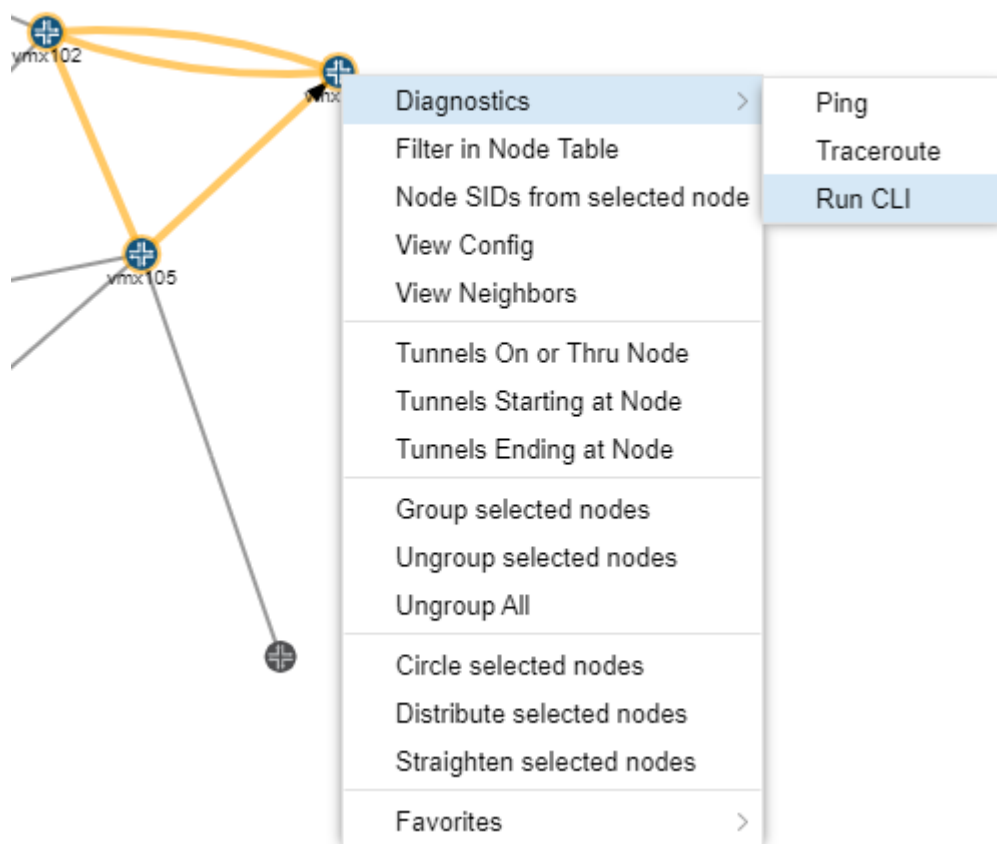 vmx102
vmx105
Diagnostics
Filter in Node Table
Node SIDs from selected node
View Config
View Neighbors
Tunnels On or Thru Node
Tunnels Starting at Node
Tunnels Ending at Node
Group selected nodes
Ungroup selected nodes
Ungroup All
Circle selected nodes
Distribute selected nodes
Straighten selected nodes
Favorites
Ping
Traceroute
Run CLI